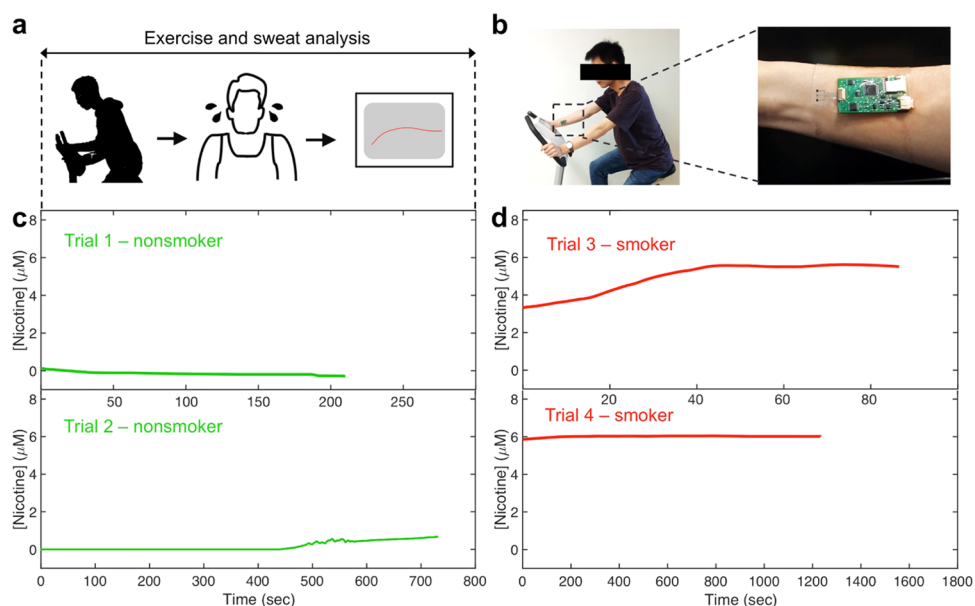 a
Exercise and sweat analysis
b
c
8
6
4
2
0
[Nicotine] (μM)
Trial 1 – nonsmoker
50 100 150 200 250
8
6
4
2
0
[Nicotine] (μM)
Trial 2 – nonsmoker
0 100 200 300 400 500 600 700 800
Time (sec)
d
8
6
4
2
0
[Nicotine] (μM)
Trial 3 – smoker
20 40 60 80
8
6
4
2
0
[Nicotine] (μM)
Trial 4 – smoker
0 200 400 600 800 1000 1200 1400 1600 1800
Time (sec)